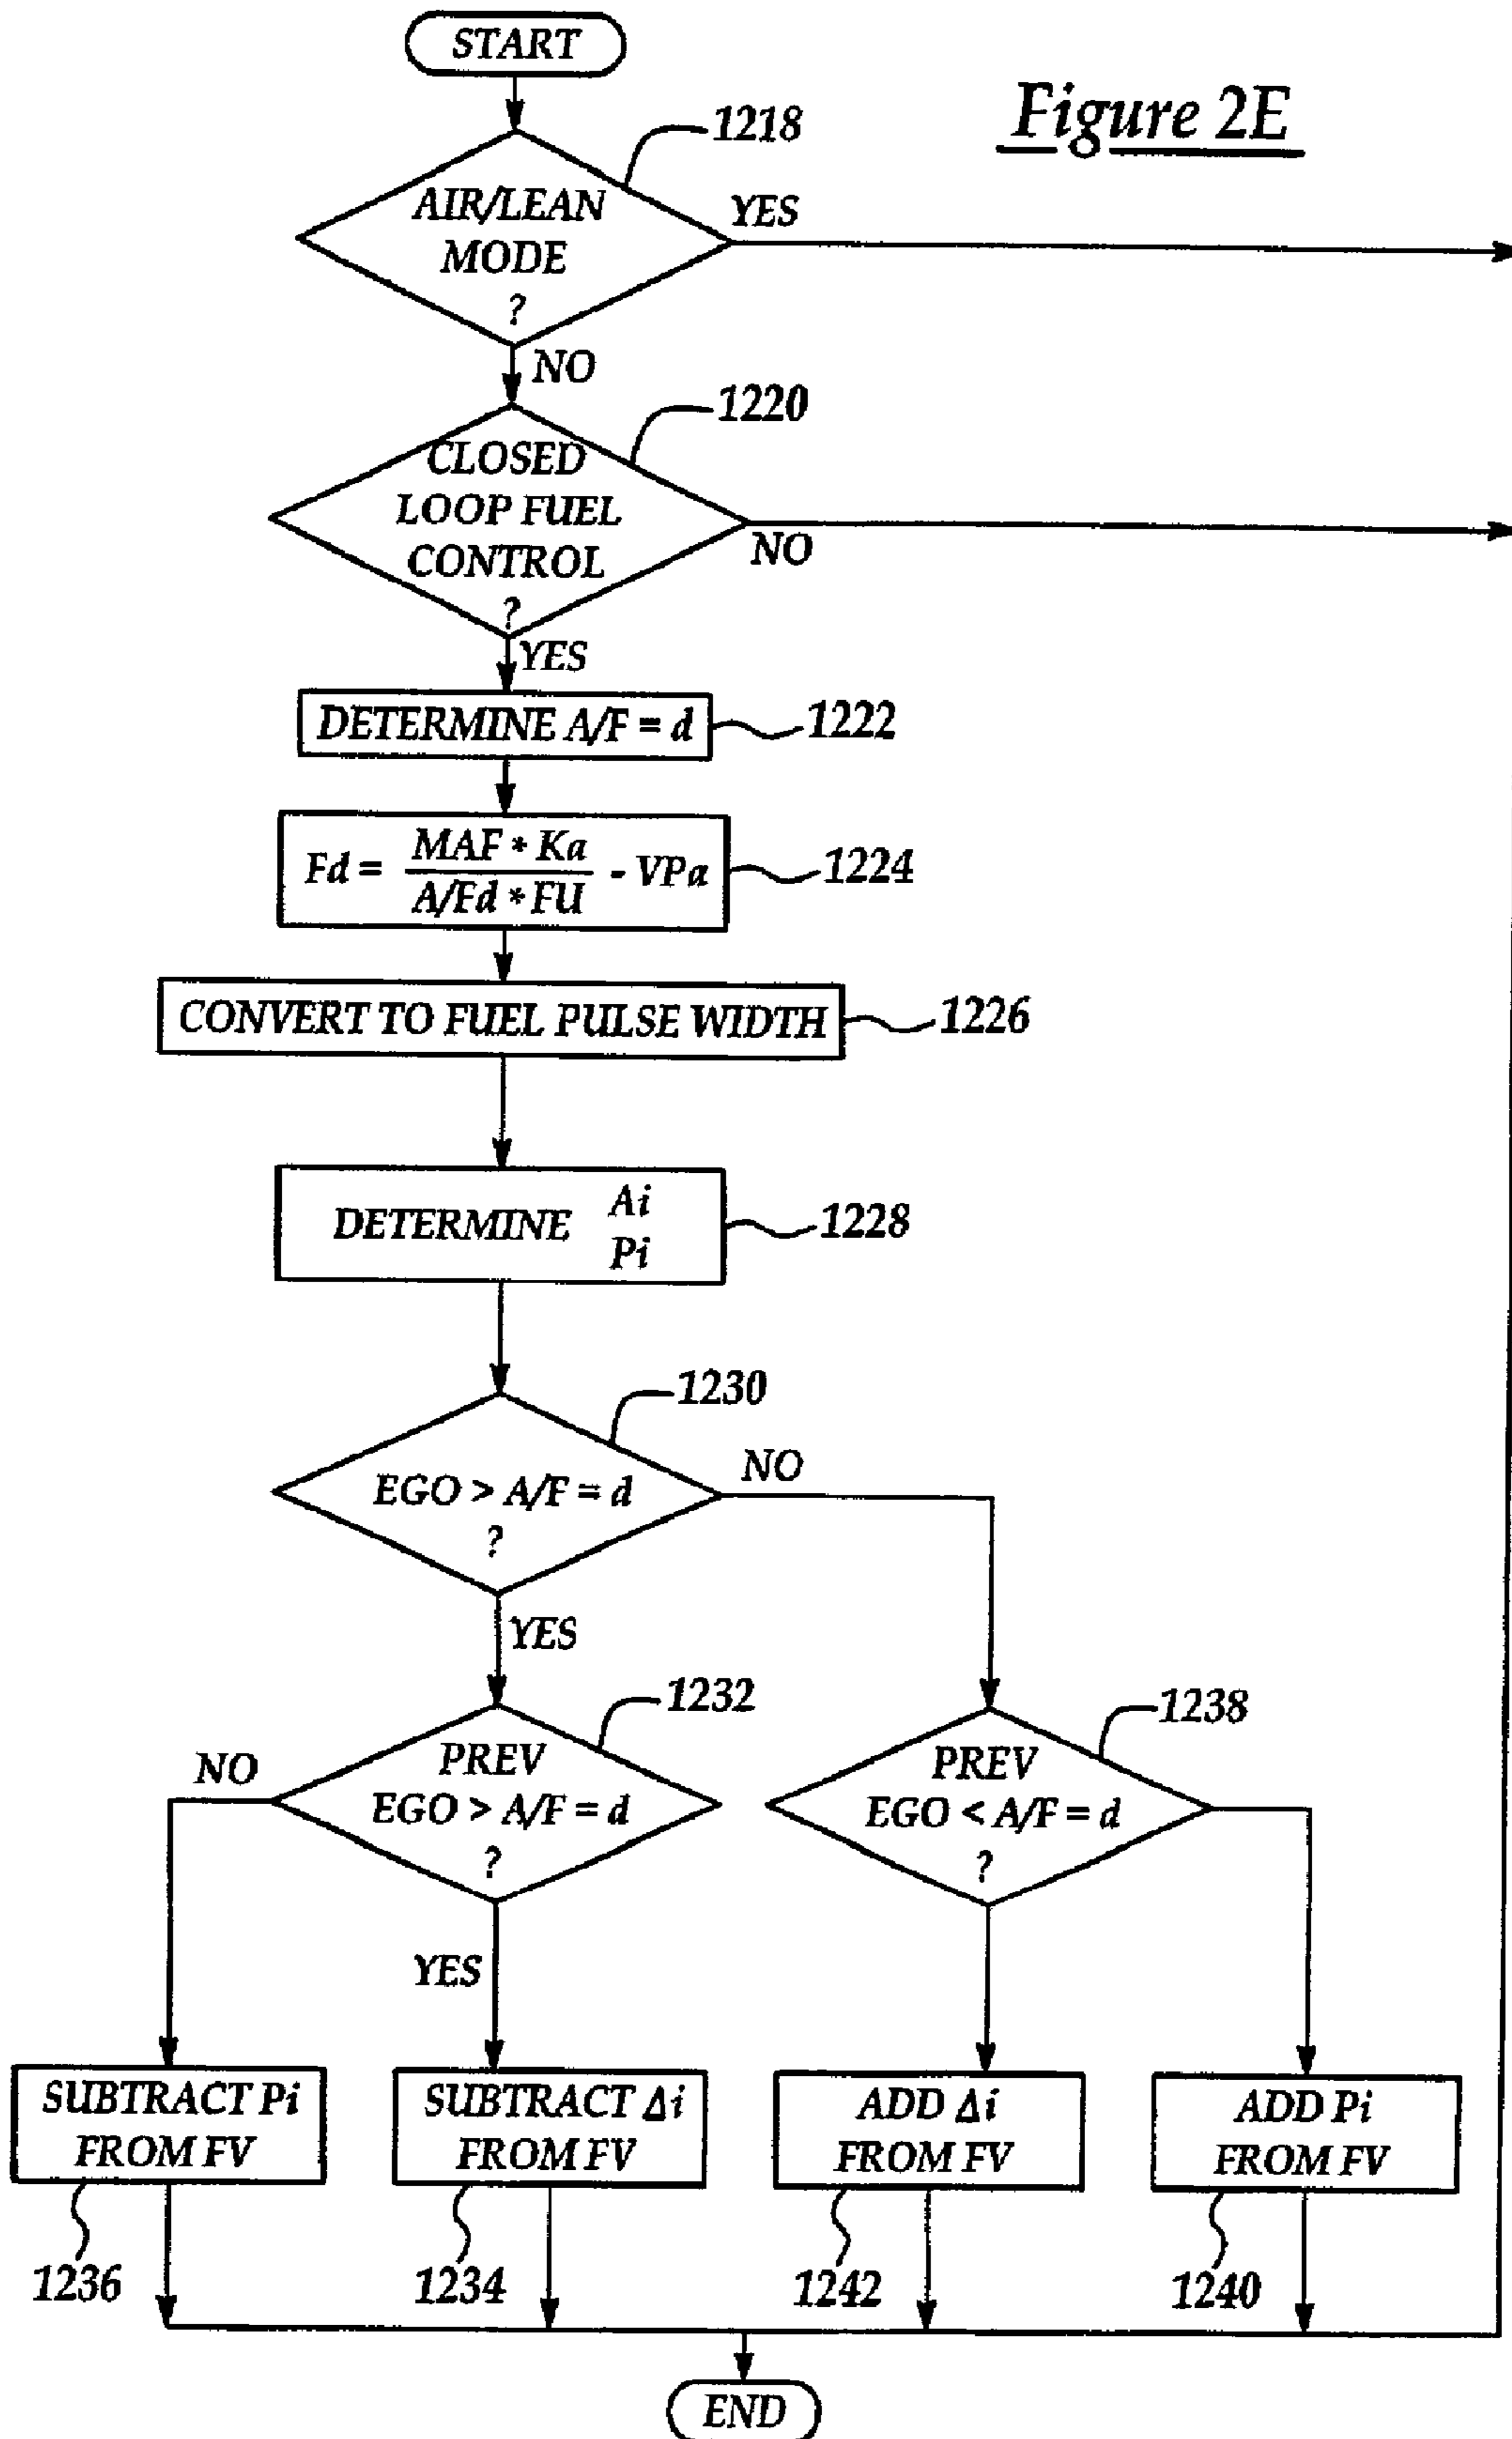 START
Figure 2E
1218
AIR/LEAN
MODE
?
YES
NO
1220
CLOSED
LOOP FUEL
CONTROL
?
NO
YES
DETERMINE A/F = d
1222
Fd = MAF * Ka / A/Fd * FU - VPa
1224
CONVERT TO FUEL PULSE WIDTH
1226
DETERMINE Ai
Pi
1228
1230
EGO > A/F = d
?
NO
YES
1232
PREV
EGO > A/F = d
?
NO
YES
1238
PREV
EGO < A/F = d
?
SUBTRACT Pi
FROM FV
1236
SUBTRACT Δi
FROM FV
1234
ADD Δi
FROM FV
1242
ADD Pi
FROM FV
1240
END